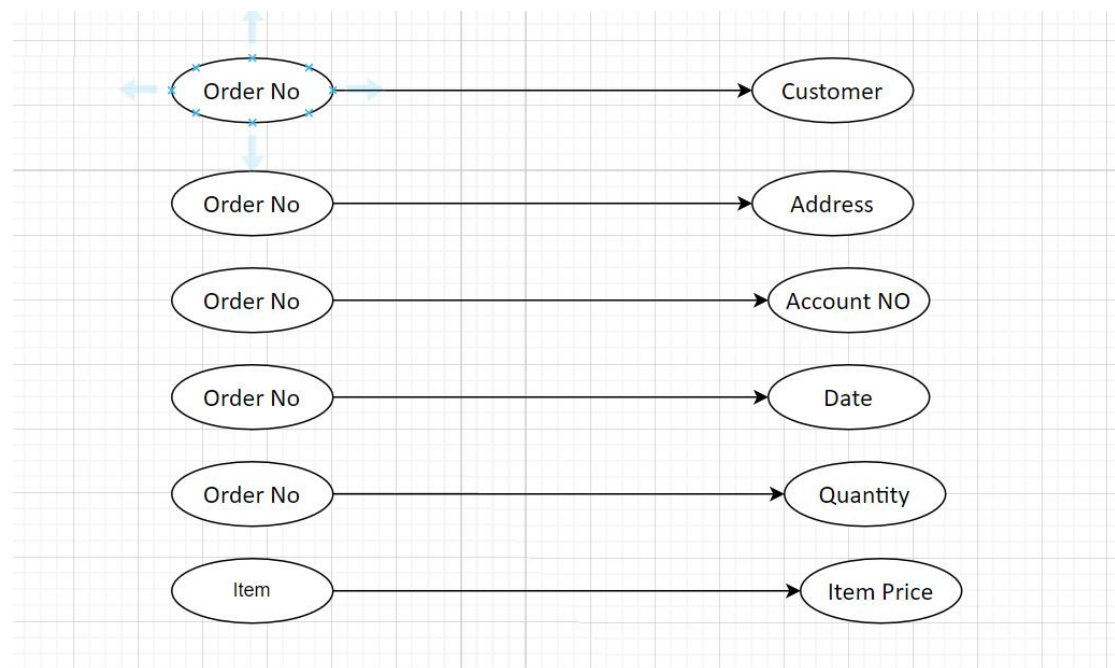 Order No
Customer
Order No
Address
Order No
Account NO
Order No
Date
Order No
Quantity
Item
Item Price